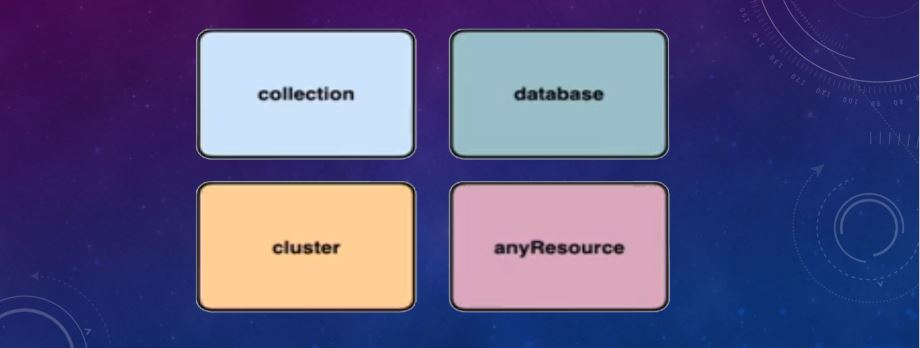 collection
database
cluster
anyResource